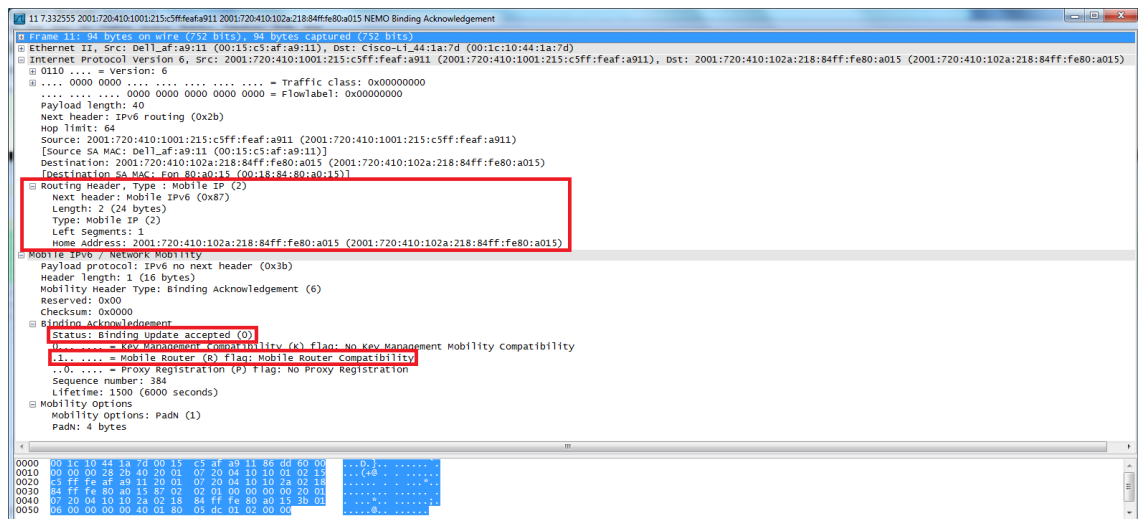 11 7.332555 2001:720:410:1001:215:c5ff:feaf:a911 2001:720:410:102a:218:84ff:fe80:a015 NEMO Binding Acknowledgement
Frame 11: 94 bytes on wire (752 bits), 94 bytes captured (752 bits)
Ethernet II, Src: Dell_af:a9:11 (00:15:c5:af:a9:11), Dst: Cisco-Li_44:1a:7d (00:1c:10:44:1a:7d)
Internet Protocol Version 6, Src: 2001:720:410:1001:215:c5ff:feaf:a911 (2001:720:410:1001:215:c5ff:feaf:a911), Dst: 2001:720:410:102a:218:84ff:fe80:a015 (2001:720:410:102a:218:84ff:fe80:a015)
0110 .... = Version: 6
.... 0000 0000 .... .... .... .... .... = Traffic class: 0x00000000
.... .... .... 0000 0000 0000 0000 0000 = Flowlabel: 0x00000000
Payload length: 40
Next header: IPv6 routing (0x2b)
Hop limit: 64
Source: 2001:720:410:1001:215:c5ff:feaf:a911 (2001:720:410:1001:215:c5ff:feaf:a911)
[Source SA MAC: Dell_af:a9:11 (00:15:c5:af:a9:11)]
Destination: 2001:720:410:102a:218:84ff:fe80:a015 (2001:720:410:102a:218:84ff:fe80:a015)
[Destination SA MAC: Fon_80:a0:15 (00:18:84:80:a0:15)]
Routing Header, Type : Mobile IP (2)
Next header: Mobile IPv6 (0x87)
Length: 2 (24 bytes)
Type: Mobile IP (2)
Left Segments: 1
Home Address: 2001:720:410:102a:218:84ff:fe80:a015 (2001:720:410:102a:218:84ff:fe80:a015)
Mobile IPv6 / Network Mobility
Payload protocol: IPv6 no next header (0x3b)
Header length: 1 (16 bytes)
Mobility Header Type: Binding Acknowledgement (6)
Reserved: 0x00
Checksum: 0x0000
Binding Acknowledgement
Status: Binding Update accepted (0)
0... .... = Key Management Compatibility (K) flag: No Key Management Mobility Compatibility
.1.. .... = Mobile Router (R) flag: Mobile Router Compatibility
..0. .... = Proxy Registration (P) flag: No Proxy Registration
Sequence number: 384
Lifetime: 1500 (6000 seconds)
Mobility Options
Mobility Options: PadN (1)
PadN: 4 bytes
0000 00 1c 10 44 1a 7d 00 15 c5 af a9 11 86 dd 60 00 ...D.}.. ......`.
0010 00 00 00 28 2b 40 20 01 07 20 04 10 10 01 02 15 ...(+@ . . ......
0020 c5 ff fe af a9 11 20 01 07 20 04 10 10 2a 02 18 ...... . . ...*..
0030 84 ff fe 80 a0 15 87 02 02 01 00 00 00 00 20 01 ........ ...... .
0040 07 20 04 10 10 2a 02 18 84 ff fe 80 a0 15 3b 01 . ...*.. ......;.
0050 06 00 00 00 00 40 01 80 05 dc 01 02 00 00 .....@.. ......